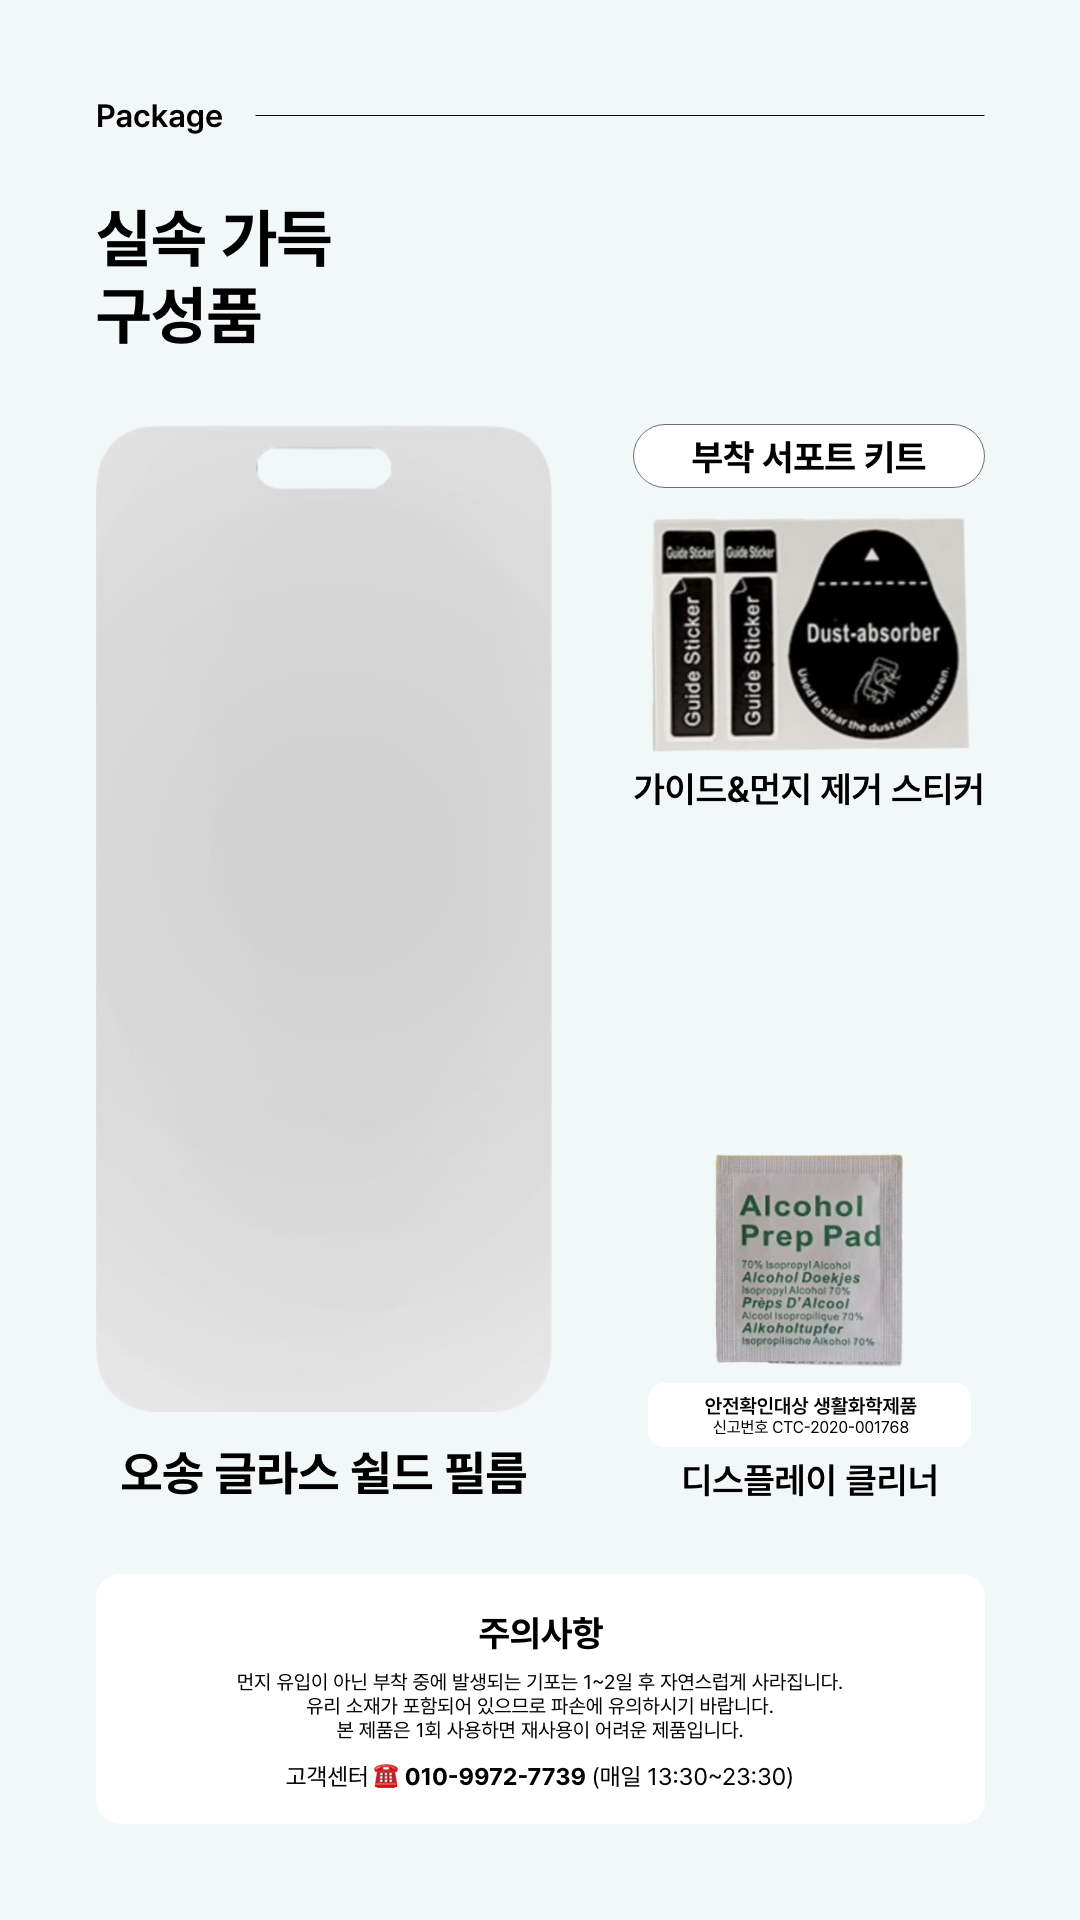 Package
실속 가득
구성품
부착 서포트 키트
Guide Sticker
Guide Sticker
Guide Sticker
Guide Sticker
Dust-absorber
Used to clear the dust on the screen.
가이드&먼지 제거 스티커
Alcohol
Prep Pad
70% Isopropyl Alcohol
Alcohol Doekjes
Isopropyl Alcohol 70%
Prèps D'Alcool
Alcool Isopropilique 70%
Alkoholtupfer
Isopropilische Alkohol 70%
안전확인대상 생활화학제품
신고번호 CTC-2020-001768
오송 글라스 쉴드 필름
디스플레이 클리너
주의사항
먼지 유입이 아닌 부착 중에 발생되는 기포는 1~2일 후 자연스럽게 사라집니다.
유리 소재가 포함되어 있으므로 파손에 유의하시기 바랍니다.
본 제품은 1회 사용하면 재사용이 어려운 제품입니다.
고객센터 ☎️ 010-9972-7739 (매일 13:30~23:30)